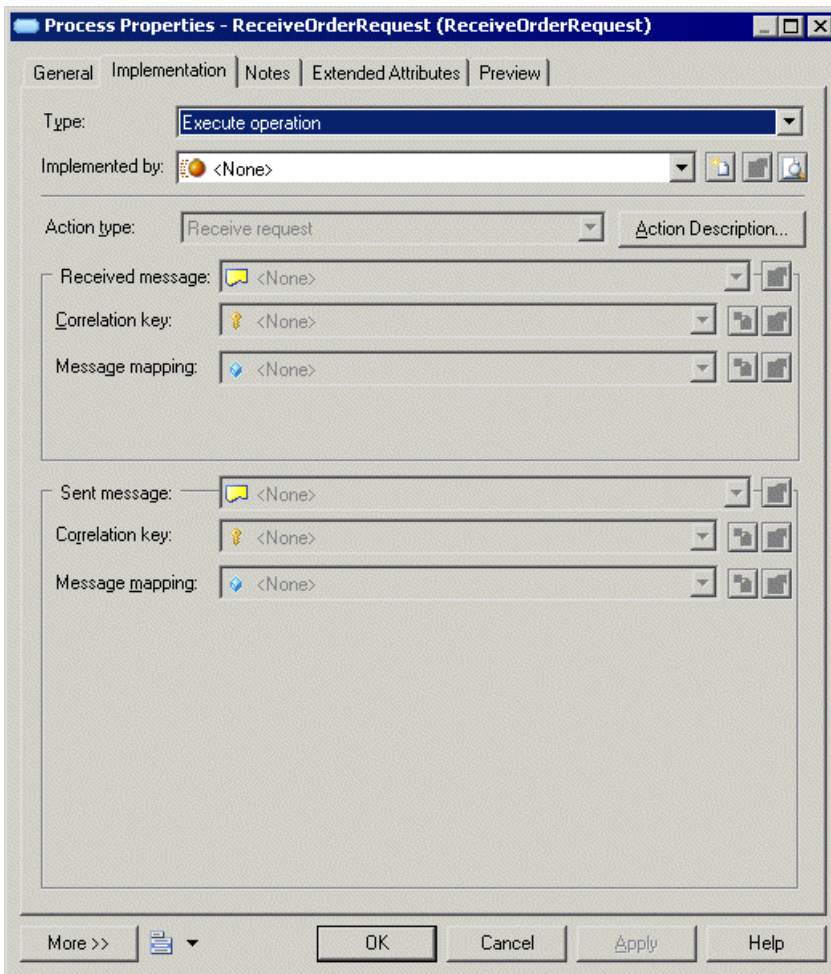 Process Properties - ReceiveOrderRequest (ReceiveOrderRequest)
General Implementation Notes Extended Attributes Preview
Type: Execute operation
Implemented by: <None>
Action type: Receive request Action Description...
Received message: <None>
Correlation key: <None>
Message mapping: <None>
Sent message: <None>
Correlation key: <None>
Message mapping: <None>
More >> OK Cancel Apply Help